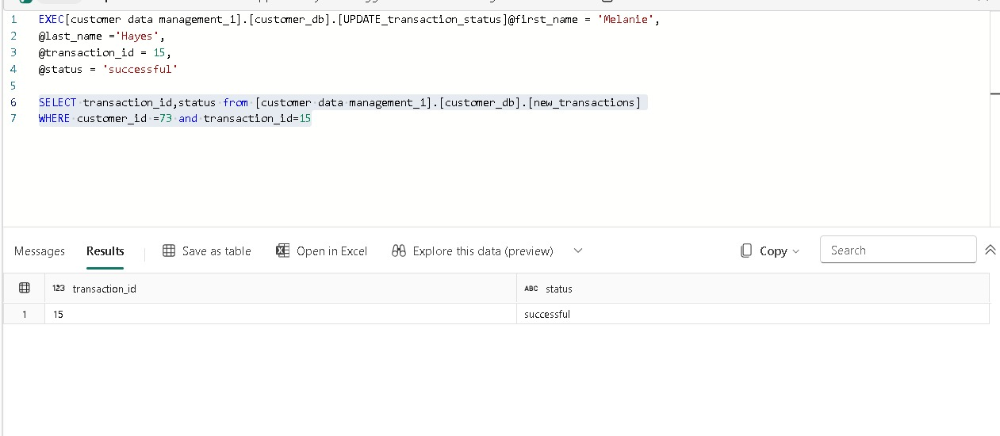 1 EXEC[customer data management_1].[customer_db].[UPDATE_transaction_status]@first_name = 'Melanie',
2 @last_name ='Hayes',
3 @transaction_id = 15,
4 @status = 'successful'
5
6 SELECT transaction_id,status from [customer data management_1].[customer_db].[new_transactions]
7 WHERE customer_id =73 and transaction_id=15
Messages Results Save as table Open in Excel Explore this data (preview) Copy Search
123 transaction_id ABC status
1 15 successful